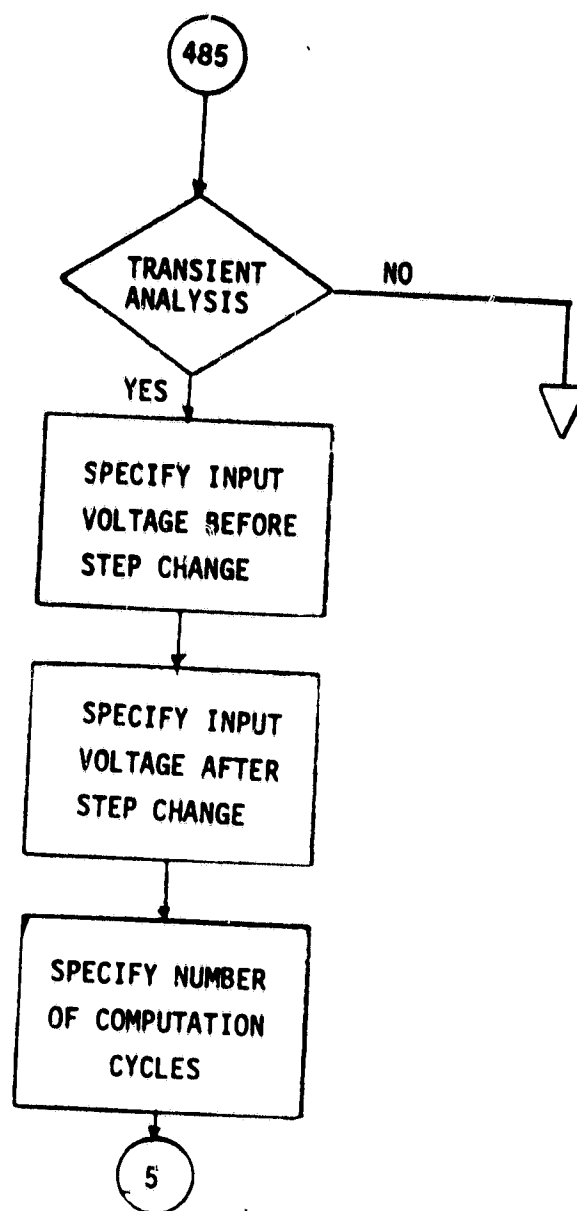 485
TRANSIENT
ANALYSIS
NO
YES
SPECIFY INPUT
VOLTAGE BEFORE
STEP CHANGE
SPECIFY INPUT
VOLTAGE AFTER
STEP CHANGE
SPECIFY NUMBER
OF COMPUTATION
CYCLES
5